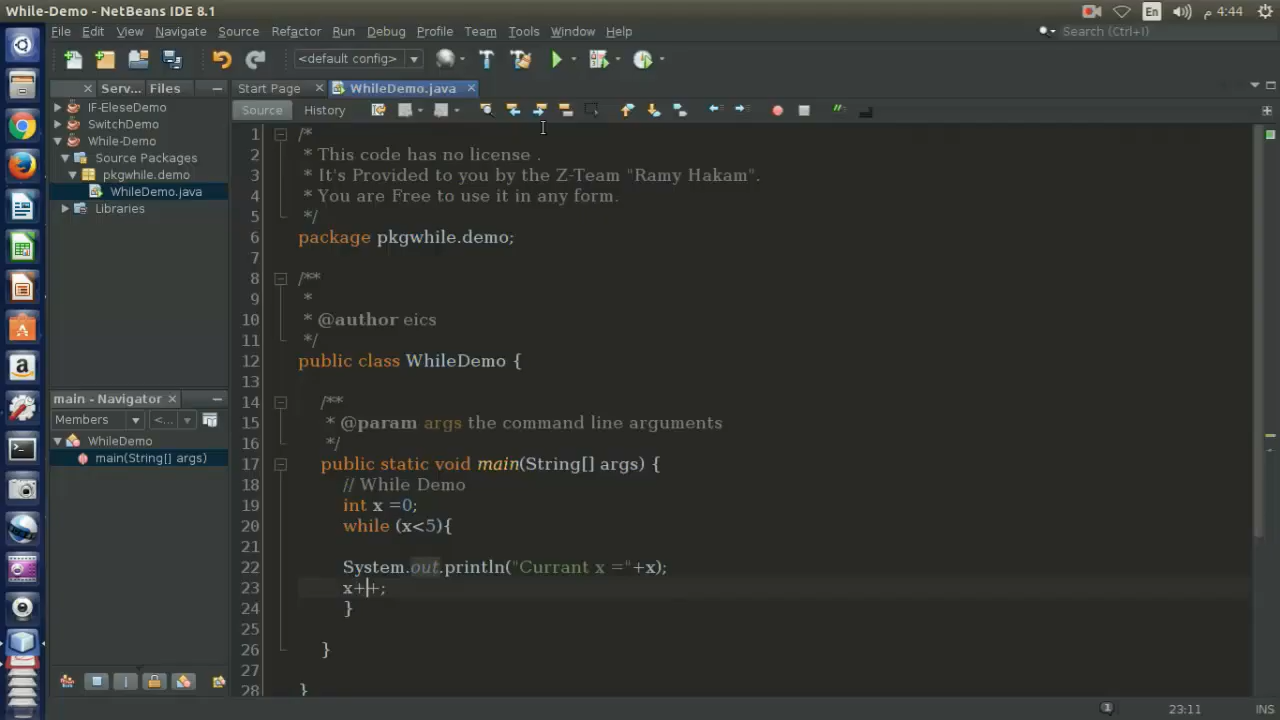 While-Demo - NetBeans IDE 8.1
En
4:44 م
File Edit View Navigate Source Refactor Run Debug Profile Team Tools Window Help
Search (Ctrl+I)
<default config>
Serv... Files
Start Page
WhileDemo.java
IF-EleseDemo
SwitchDemo
While-Demo
Source Packages
pkgwhile.demo
WhileDemo.java
Libraries
Source History
1 /*
2 * This code has no license .
3 * It's Provided to you by the Z-Team "Ramy Hakam".
4 * You are Free to use it in any form.
5 */
6 package pkgwhile.demo;
7
8 /**
9 *
10 * @author eics
11 */
12 public class WhileDemo {
13
14 /**
15 * @param args the command line arguments
16 */
17 public static void main(String[] args) {
18 // While Demo
19 int x =0;
20 while (x<5){
21
22 System.out.println("Currant x ="+x);
23 x++;
24 }
25
26 }
27
28 }
main - Navigator
Members
<...
WhileDemo
main(String[] args)
1
23:11
INS